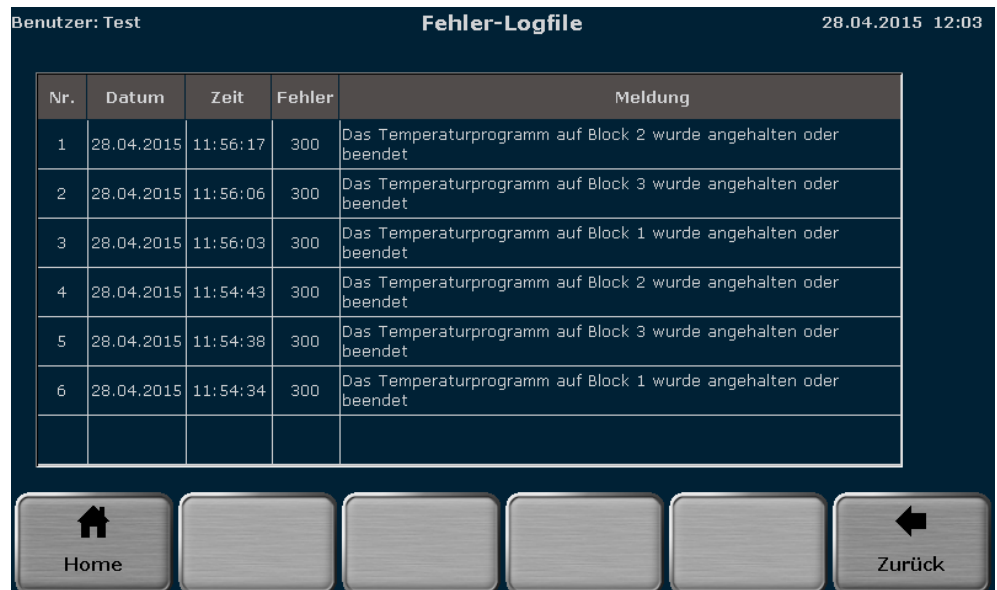 Benutzer: Test Fehler-Logfile 28.04.2015 12:03
Nr. Datum Zeit Fehler Meldung
1 28.04.2015 11:56:17 300 Das Temperaturprogramm auf Block 2 wurde angehalten oder
beendet
2 28.04.2015 11:56:06 300 Das Temperaturprogramm auf Block 3 wurde angehalten oder
beendet
3 28.04.2015 11:56:03 300 Das Temperaturprogramm auf Block 1 wurde angehalten oder
beendet
4 28.04.2015 11:54:43 300 Das Temperaturprogramm auf Block 2 wurde angehalten oder
beendet
5 28.04.2015 11:54:38 300 Das Temperaturprogramm auf Block 3 wurde angehalten oder
beendet
6 28.04.2015 11:54:34 300 Das Temperaturprogramm auf Block 1 wurde angehalten oder
beendet
Home Zurück